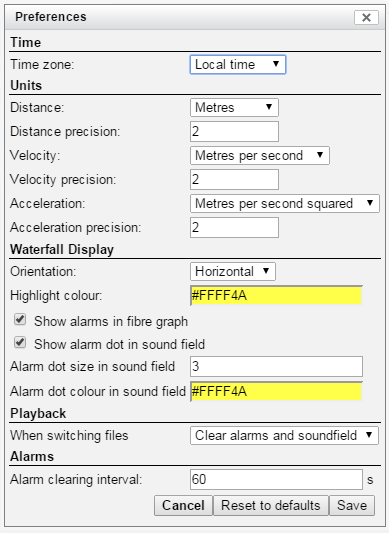 Preferences
Time
Time zone: Local time
Units
Distance: Metres
Distance precision: 2
Velocity: Metres per second
Velocity precision: 2
Acceleration: Metres per second squared
Acceleration precision: 2
Waterfall Display
Orientation: Horizontal
Highlight colour: #FFFF4A
Show alarms in fibre graph
Show alarm dot in sound field
Alarm dot size in sound field 3
Alarm dot colour in sound field #FFFF4A
Playback
When switching files Clear alarms and soundfield
Alarms
Alarm clearing interval: 60 s
Cancel Reset to defaults Save